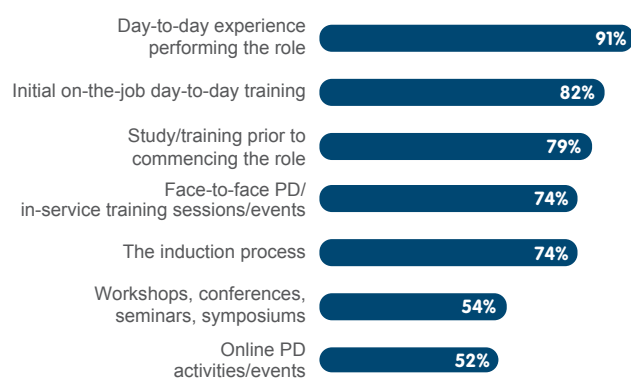 Day-to-day experience
performing the role
91%
Initial on-the-job day-to-day training
82%
Study/training prior to
commencing the role
79%
Face-to-face PD/
in-service training sessions/events
74%
The induction process
74%
Workshops, conferences,
seminars, symposiums
54%
Online PD
activities/events
52%